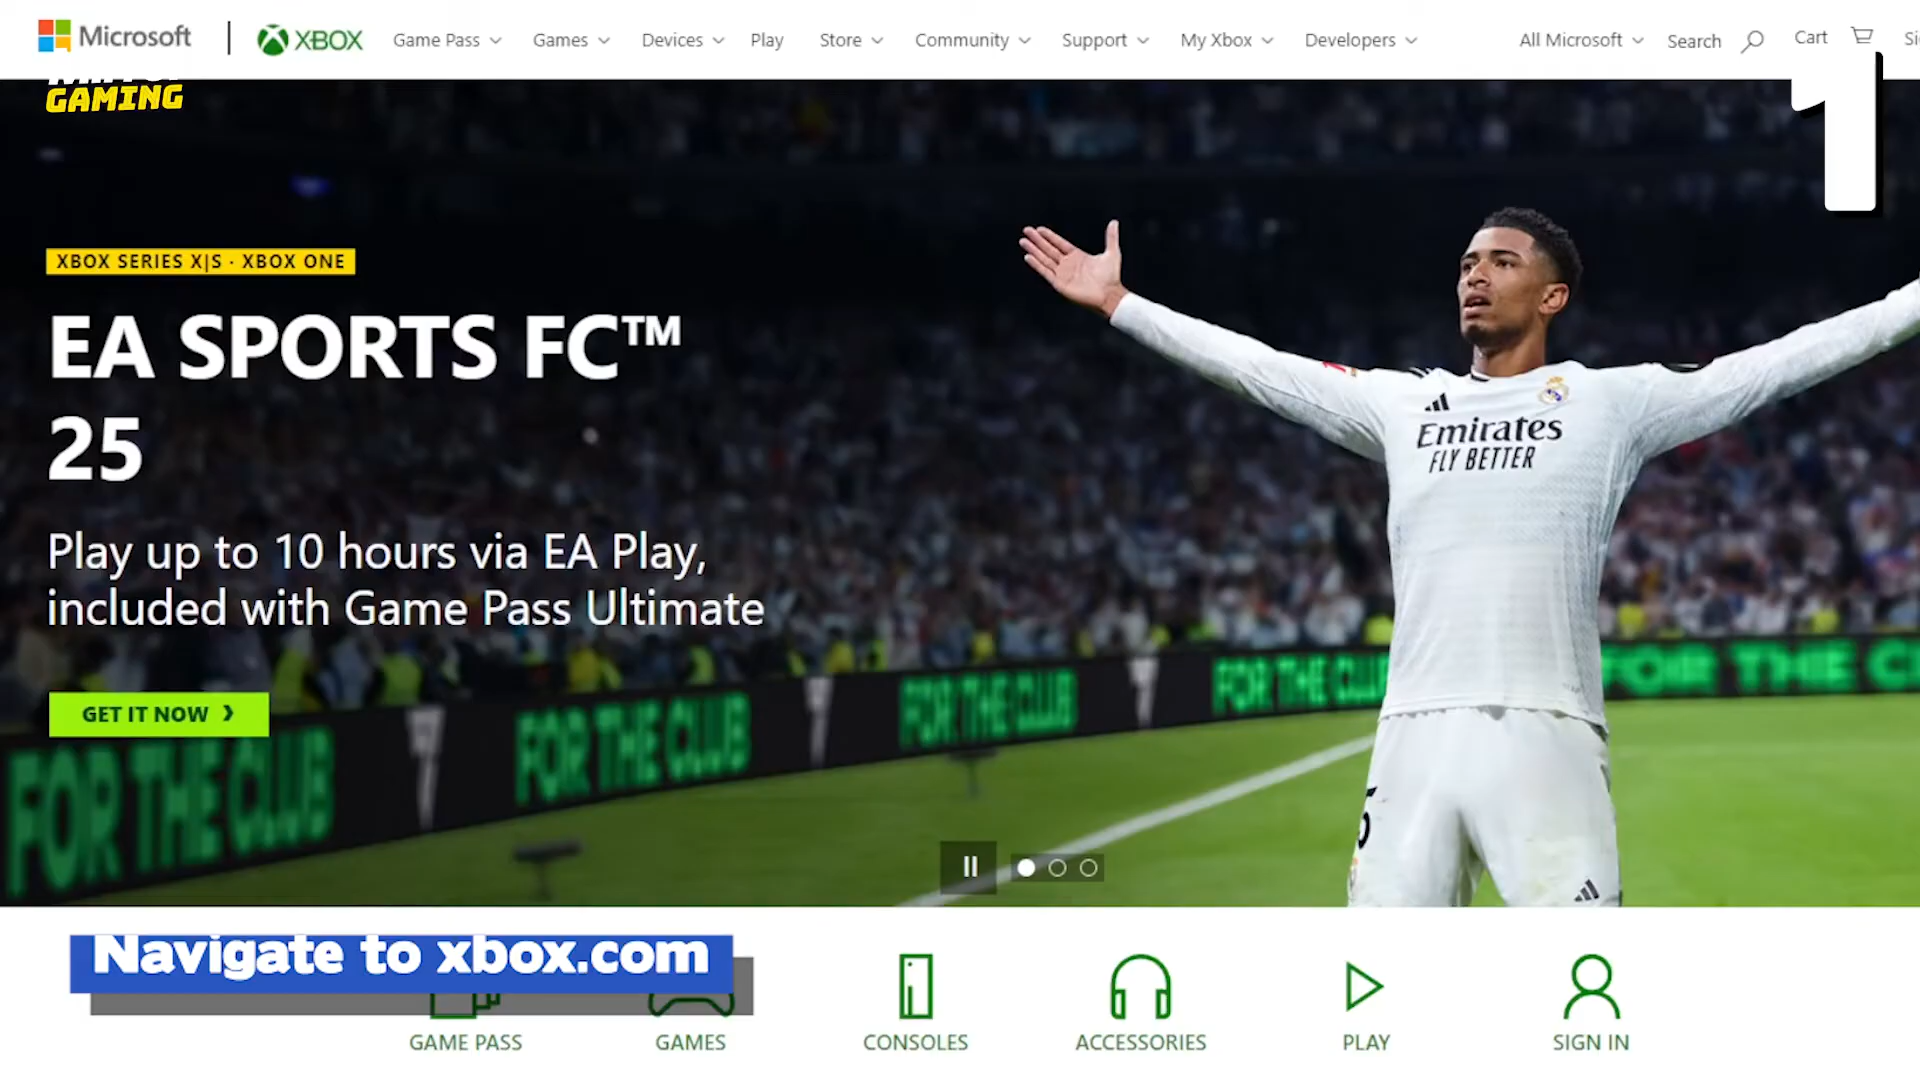 Microsoft
XBOX
Game Pass
Games
Devices
Play
Store
Community
Support
My Xbox
Developers
All Microsoft
Search
Cart
GAMING
1
XBOX SERIES X|S · XBOX ONE
EA SPORTS FC™
25
Play up to 10 hours via EA Play,
included with Game Pass Ultimate
GET IT NOW
Emirates
FLY BETTER
FOR THE CLUB
FOR THE CLUB
FOR THE CLUB
FOR THE CLU
FOR THE C
5
Navigate to xbox.com
GAME PASS
GAMES
CONSOLES
ACCESSORIES
PLAY
SIGN IN